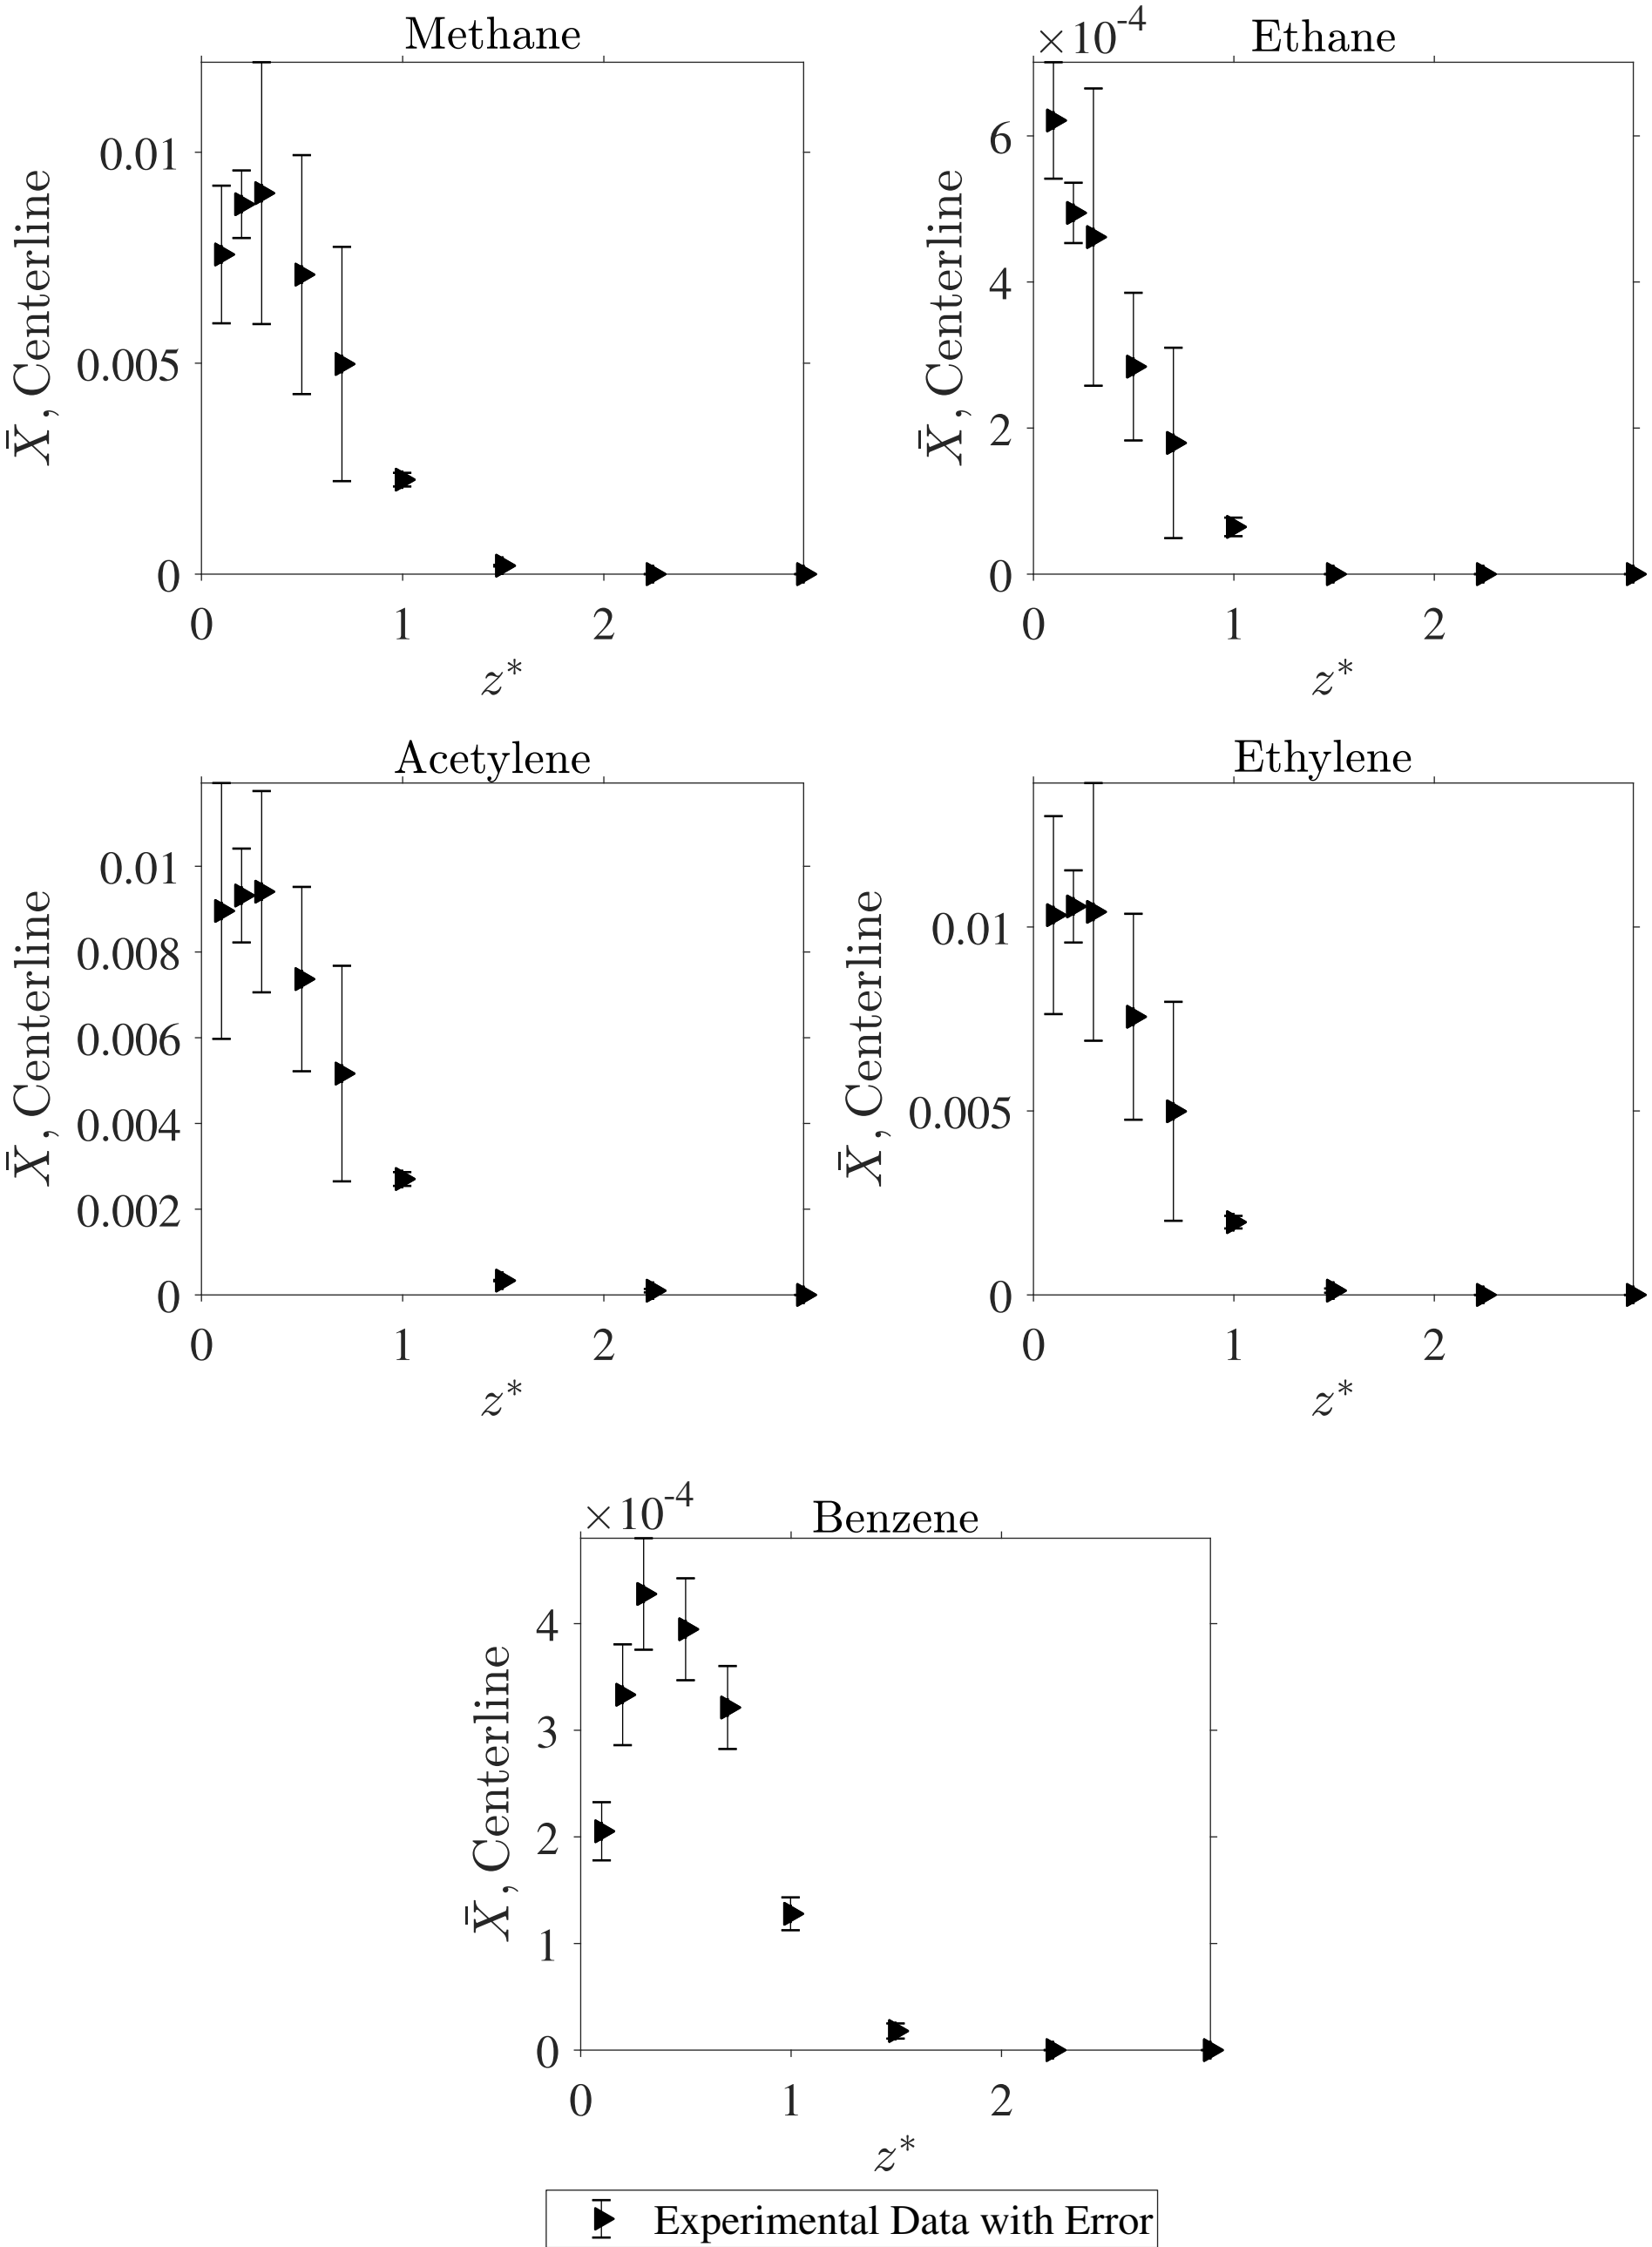 Methane
0.01
0.005
0
0 1 2
z*
X̄, Centerline
×10-4 Ethane
6
4
2
0
0 1 2
z*
X̄, Centerline
Acetylene
0.01
0.008
0.006
0.004
0.002
0
0 1 2
z*
X̄, Centerline
Ethylene
0.01
0.005
0
0 1 2
z*
X̄, Centerline
×10-4 Benzene
4
3
2
1
0
0 1 2
z*
X̄, Centerline
Experimental Data with Error